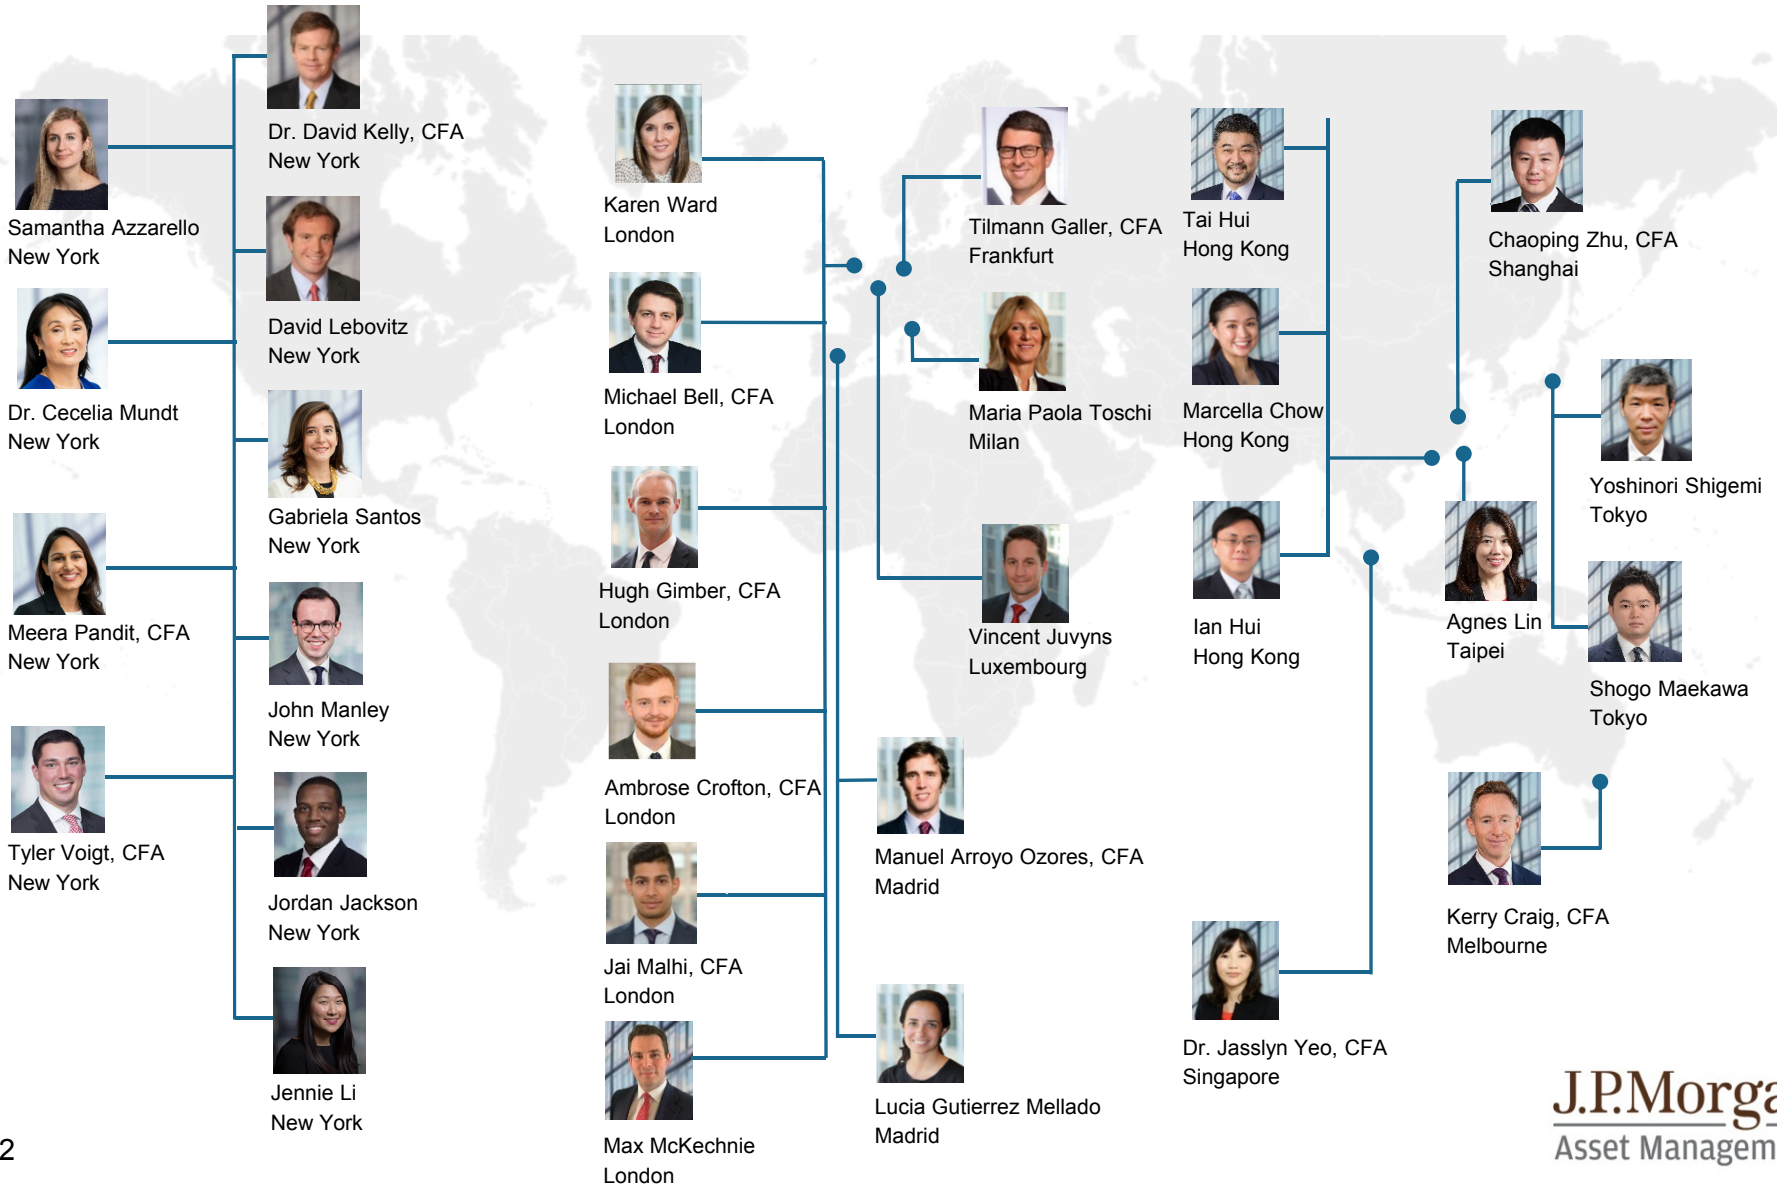 Dr. David Kelly, CFA
New York
Samantha Azzarello
New York
David Lebovitz
New York
Dr. Cecelia Mundt
New York
Gabriela Santos
New York
Meera Pandit, CFA
New York
John Manley
New York
Tyler Voigt, CFA
New York
Jordan Jackson
New York
Jennie Li
New York
Karen Ward
London
Michael Bell, CFA
London
Hugh Gimber, CFA
London
Ambrose Crofton, CFA
London
Jai Malhi, CFA
London
Max McKechnie
London
Tilmann Galler, CFA
Frankfurt
Maria Paola Toschi
Milan
Vincent Juvyns
Luxembourg
Manuel Arroyo Ozores, CFA
Madrid
Lucia Gutierrez Mellado
Madrid
Tai Hui
Hong Kong
Marcella Chow
Hong Kong
Ian Hui
Hong Kong
Dr. Jasslyn Yeo, CFA
Singapore
Chaoping Zhu, CFA
Shanghai
Agnes Lin
Taipei
Yoshinori Shigemi
Tokyo
Shogo Maekawa
Tokyo
Kerry Craig, CFA
Melbourne
2
J.P.Morga
Asset Managem